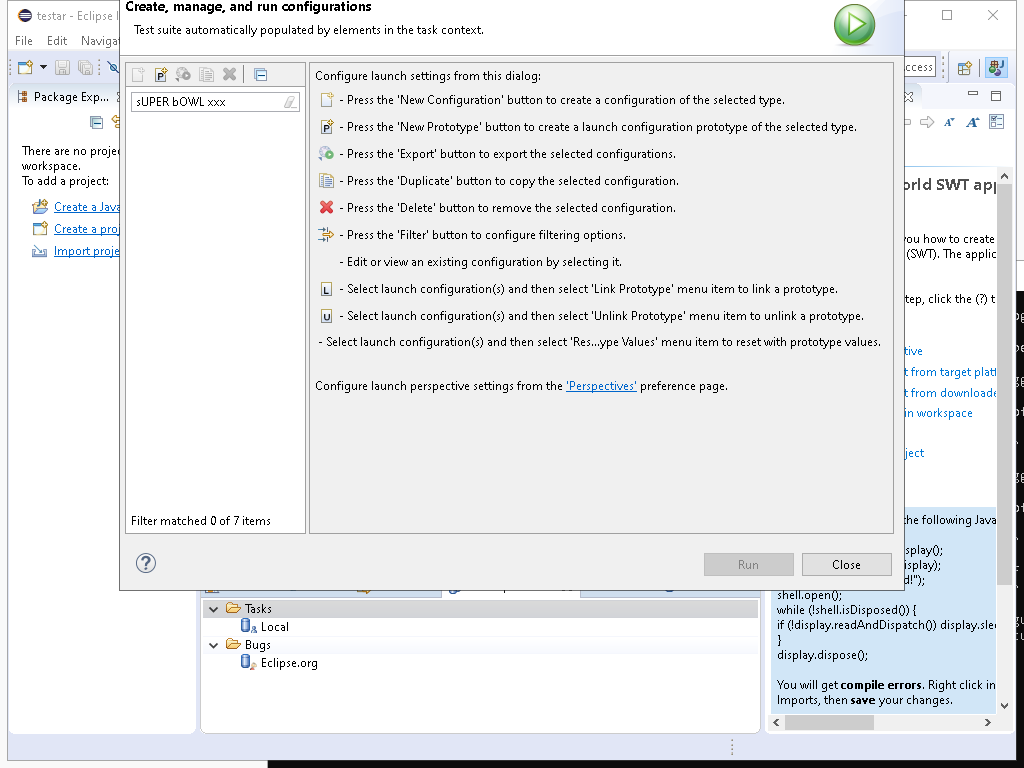 testar - Eclipse I
Create, manage, and run configurations
Test suite automatically populated by elements in the task context.
File Edit Navigat
Package Exp...
There are no proje
workspace.
To add a project:
Create a Java
Create a proj
Import proje
sUPER bOWL xxx
Filter matched 0 of 7 items
Configure launch settings from this dialog:
- Press the 'New Configuration' button to create a configuration of the selected type.
P - Press the 'New Prototype' button to create a launch configuration prototype of the selected type.
- Press the 'Export' button to export the selected configurations.
- Press the 'Duplicate' button to copy the selected configuration.
- Press the 'Delete' button to remove the selected configuration.
- Press the 'Filter' button to configure filtering options.
- Edit or view an existing configuration by selecting it.
L - Select launch configuration(s) and then select 'Link Prototype' menu item to link a prototype.
U - Select launch configuration(s) and then select 'Unlink Prototype' menu item to unlink a prototype.
- Select launch configuration(s) and then select 'Res...ype Values' menu item to reset with prototype values.
Configure launch perspective settings from the 'Perspectives' preference page.
Run Close
Tasks
Local
Bugs
Eclipse.org
ccess
orld SWT app
you how to create
(SWT). The applic
tep, click the (?) t
tive
t from target platf
t from downloade
in workspace
ject
the following Java
splay();
isplay);
d!");
shell.open();
while (!shell.isDisposed()) {
if (!display.readAndDispatch()) display.slee
}
display.dispose();
You will get compile errors. Right click in
Imports, then save your changes.